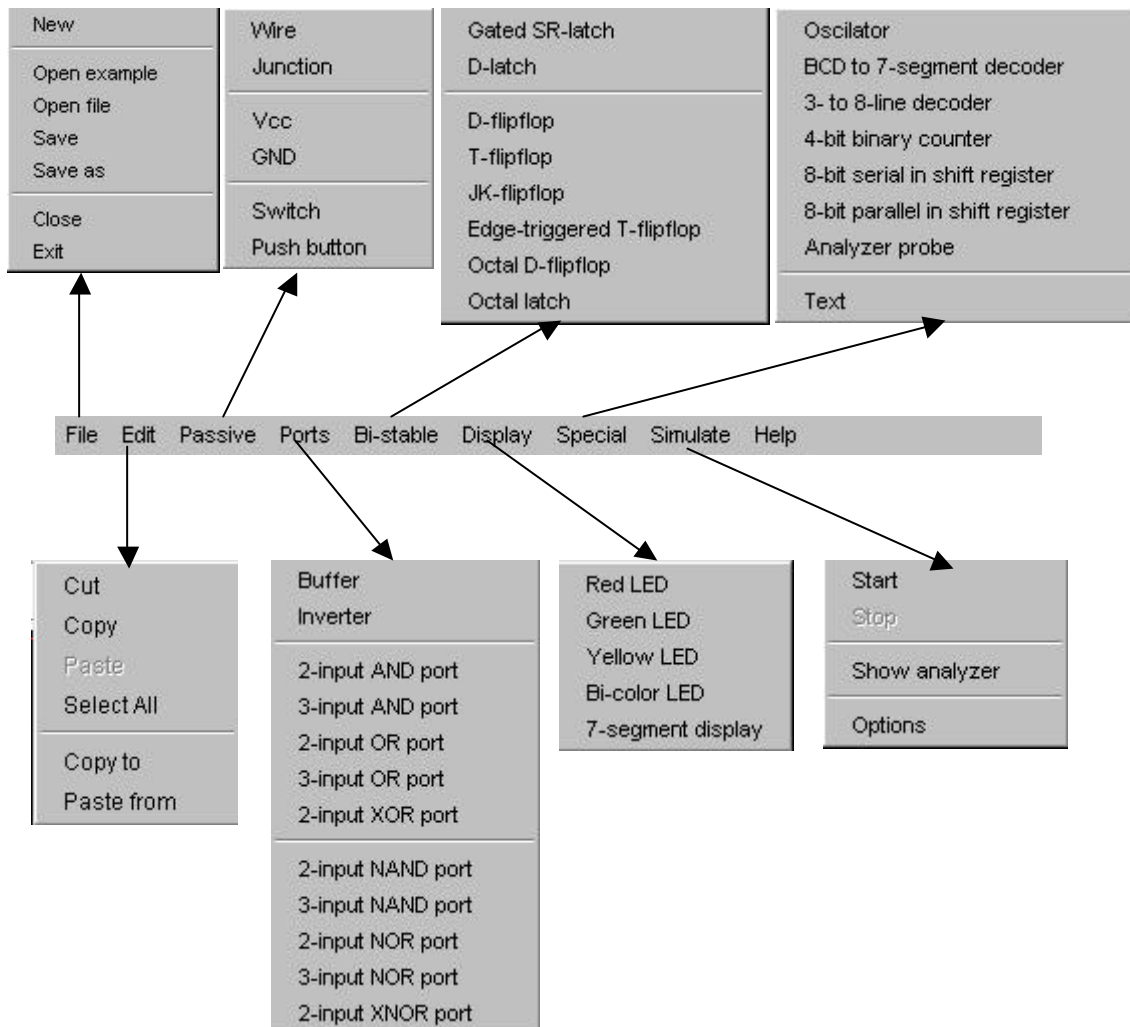 New
Open example
Open file
Save
Save as
Close
Exit
Wire
Junction
Vcc
GND
Switch
Push button
Gated SR-latch
D-latch
D-flipflop
T-flipflop
JK-flipflop
Edge-triggered T-flipflop
Octal D-flipflop
Octal latch
Oscilator
BCD to 7-segment decoder
3- to 8-line decoder
4-bit binary counter
8-bit serial in shift register
8-bit parallel in shift register
Analyzer probe
Text
File Edit Passive Ports Bi-stable Display Special Simulate Help
Cut
Copy
Paste
Select All
Copy to
Paste from
Buffer
Inverter
2-input AND port
3-input AND port
2-input OR port
3-input OR port
2-input XOR port
2-input NAND port
3-input NAND port
2-input NOR port
3-input NOR port
2-input XNOR port
Red LED
Green LED
Yellow LED
Bi-color LED
7-segment display
Start
Stop
Show analyzer
Options